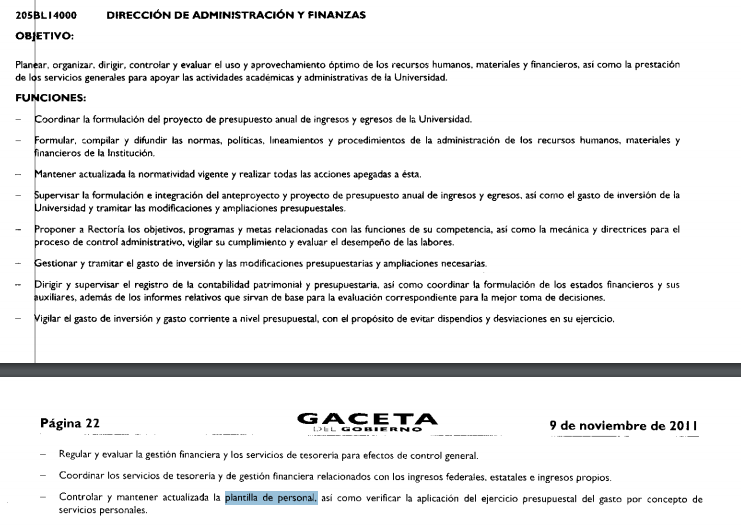 205BL14000 DIRECCIÓN DE ADMINISTRACIÓN Y FINANZAS
OBJETIVO:
Planear, organizar, dirigir, controlar y evaluar el uso y aprovechamiento óptimo de los recursos humanos, materiales y financieros, así como la prestación
de los servicios generales para apoyar las actividades académicas y administrativas de la Universidad.
FUNCIONES:
– Coordinar la formulación del proyecto de presupuesto anual de ingresos y egresos de la Universidad.
– Formular, compilar y difundir las normas, políticas, lineamientos y procedimientos de la administración de los recursos humanos, materiales y
financieros de la Institución.
– Mantener actualizada la normatividad vigente y realizar todas las acciones apegadas a ésta.
– Supervisar la formulación e integración del anteproyecto y proyecto de presupuesto anual de ingresos y egresos, así como el gasto de inversión de la
Universidad y tramitar las modificaciones y ampliaciones presupuestales.
– Proponer a Rectoría los objetivos, programas y metas relacionadas con las funciones de su competencia, así como la mecánica y directrices para el
proceso de control administrativo, vigilar su cumplimiento y evaluar el desempeño de las labores.
– Gestionar y tramitar el gasto de inversión y las modificaciones presupuestarias y ampliaciones necesarias.
– Dirigir y supervisar el registro de la contabilidad patrimonial y presupuestaria, así como coordinar la formulación de los estados financieros y sus
auxiliares, además de los informes relativos que sirvan de base para la evaluación correspondiente para la mejor toma de decisiones.
– Vigilar el gasto de inversión y gasto corriente a nivel presupuestal, con el propósito de evitar dispendios y desviaciones en su ejercicio.
Página 22 GACETA DEL GOBIERNO 9 de noviembre de 2011
– Regular y evaluar la gestión financiera y los servicios de tesorería para efectos de control general.
– Coordinar los servicios de tesorería y de gestión financiera relacionados con los ingresos federales, estatales e ingresos propios.
– Controlar y mantener actualizada la plantilla de personal, así como verificar la aplicación del ejercicio presupuestal del gasto por concepto de
servicios personales.